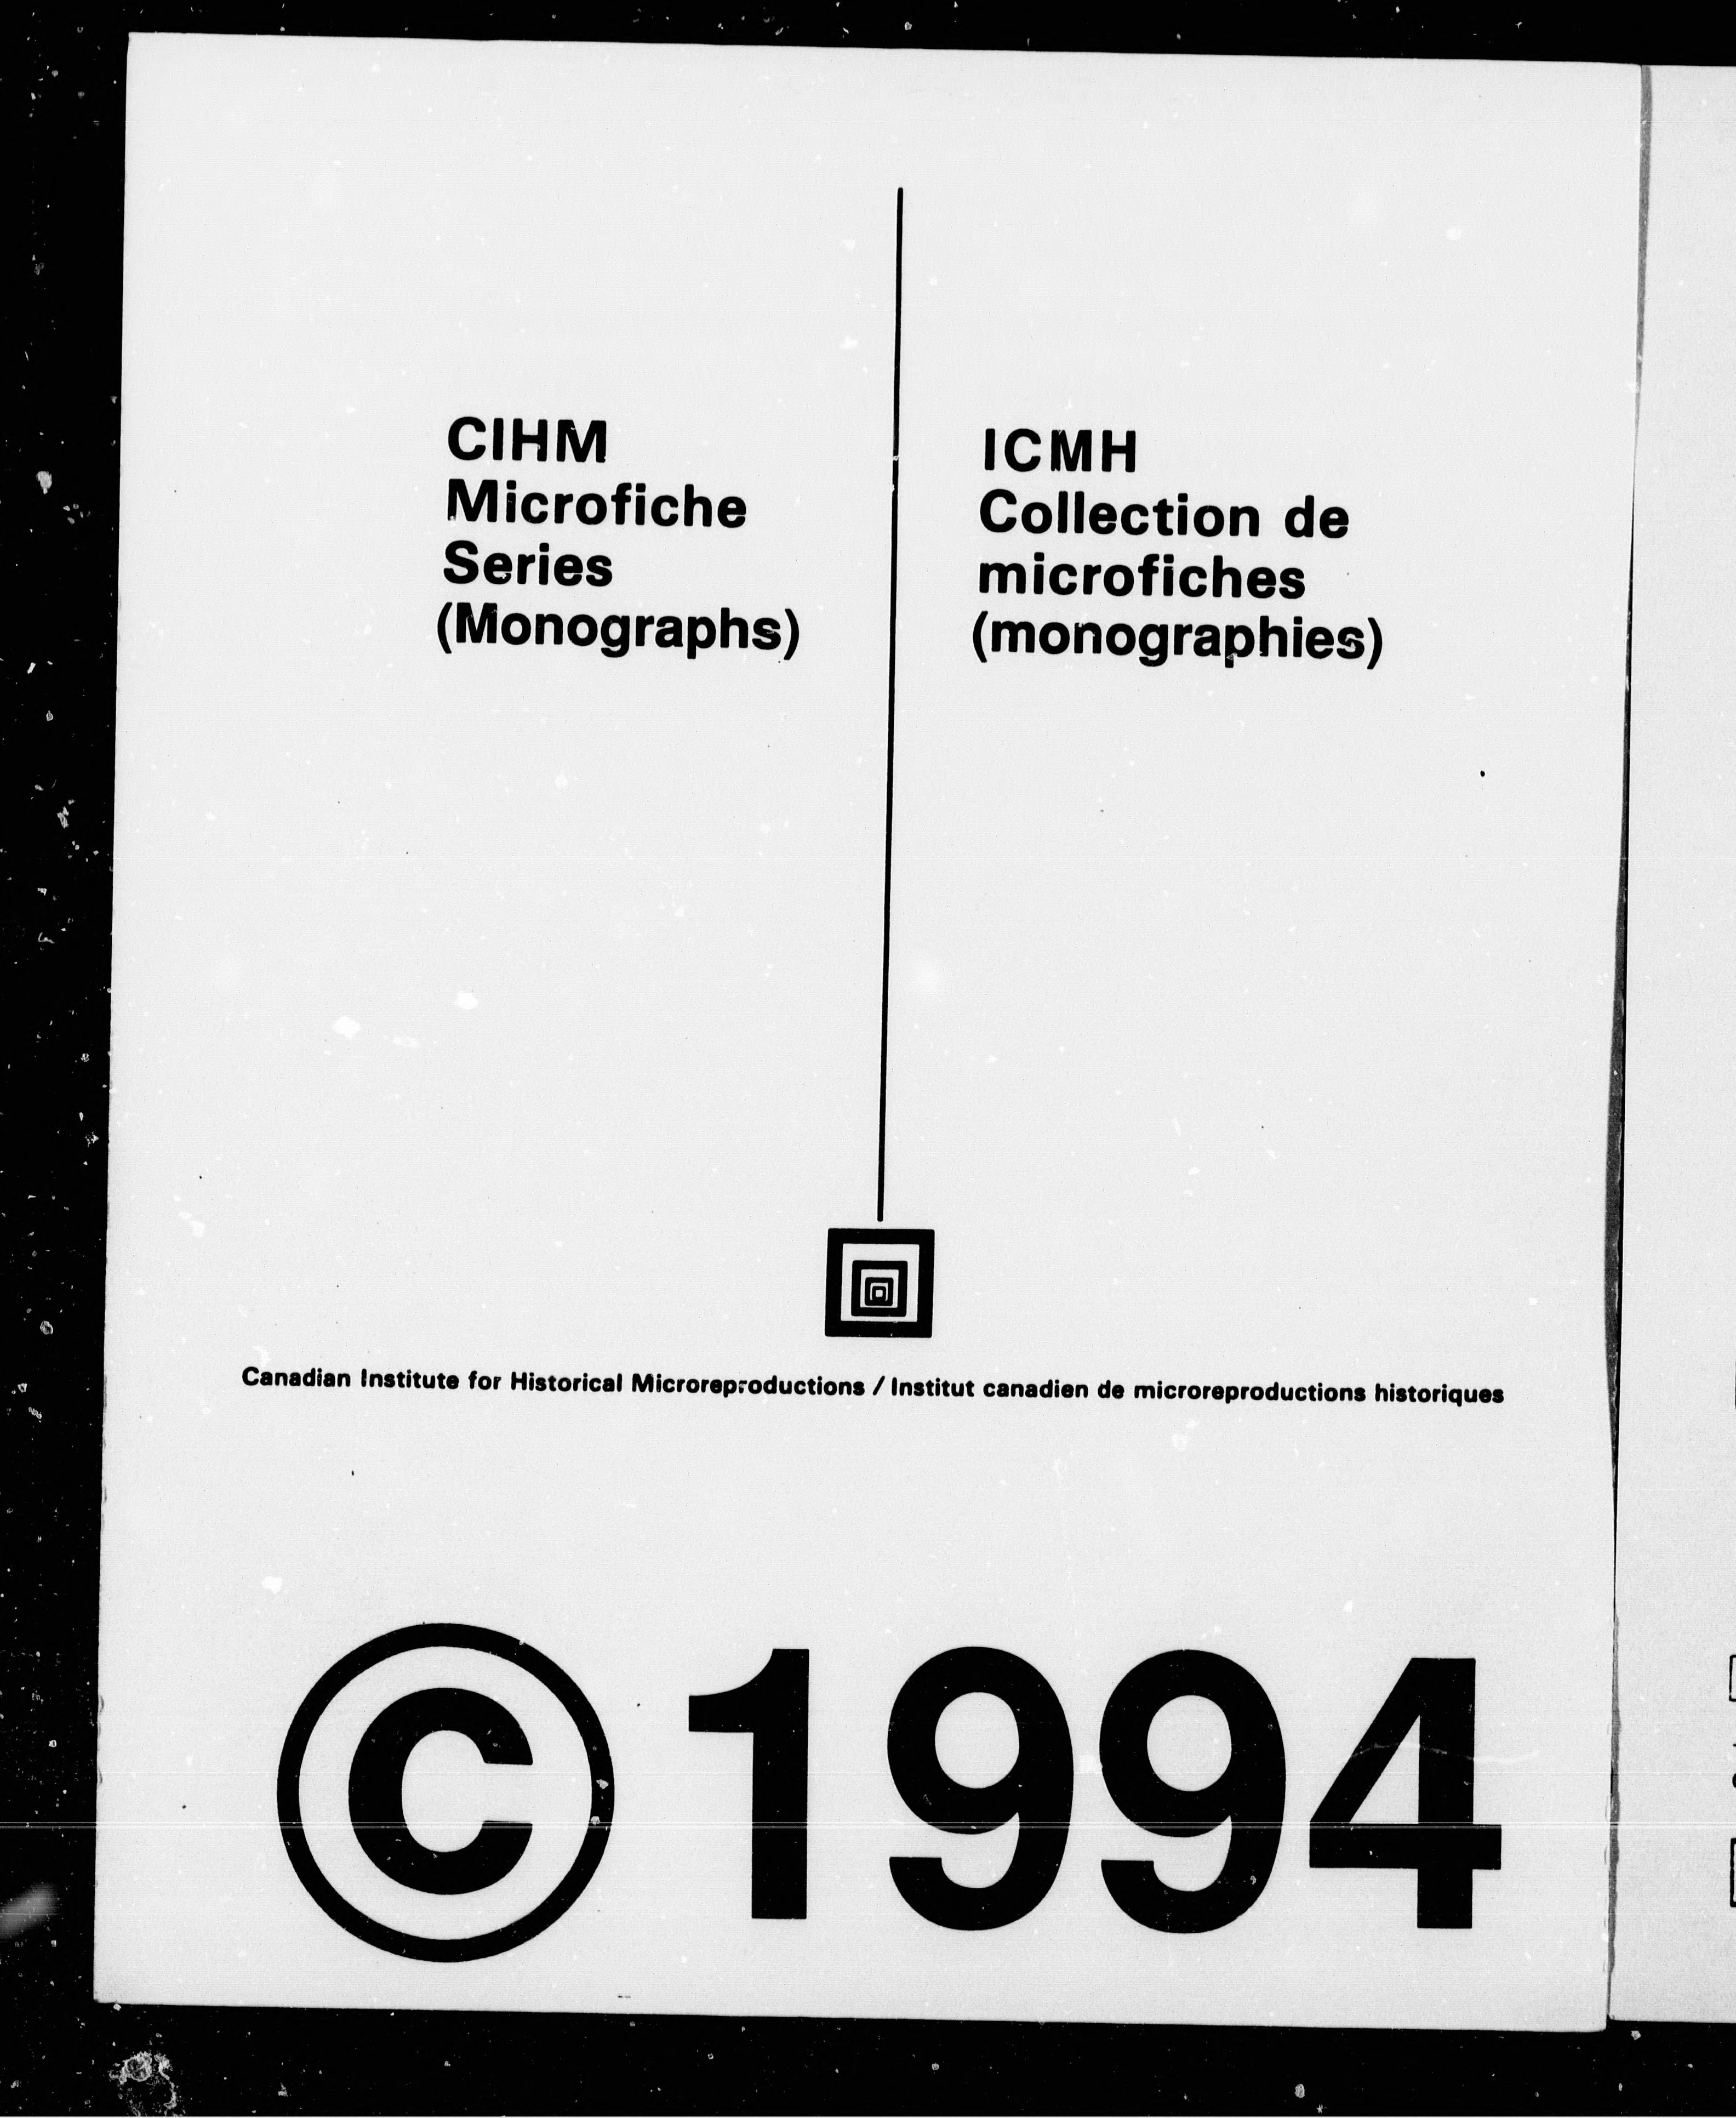 CIHM
Microfiche
Series
(Monographs)
ICMH
Collection de
microfiches
(monographies)
Canadian Institute for Historical Microreproductions / Institut canadien de microreproductions historiques
© 1994